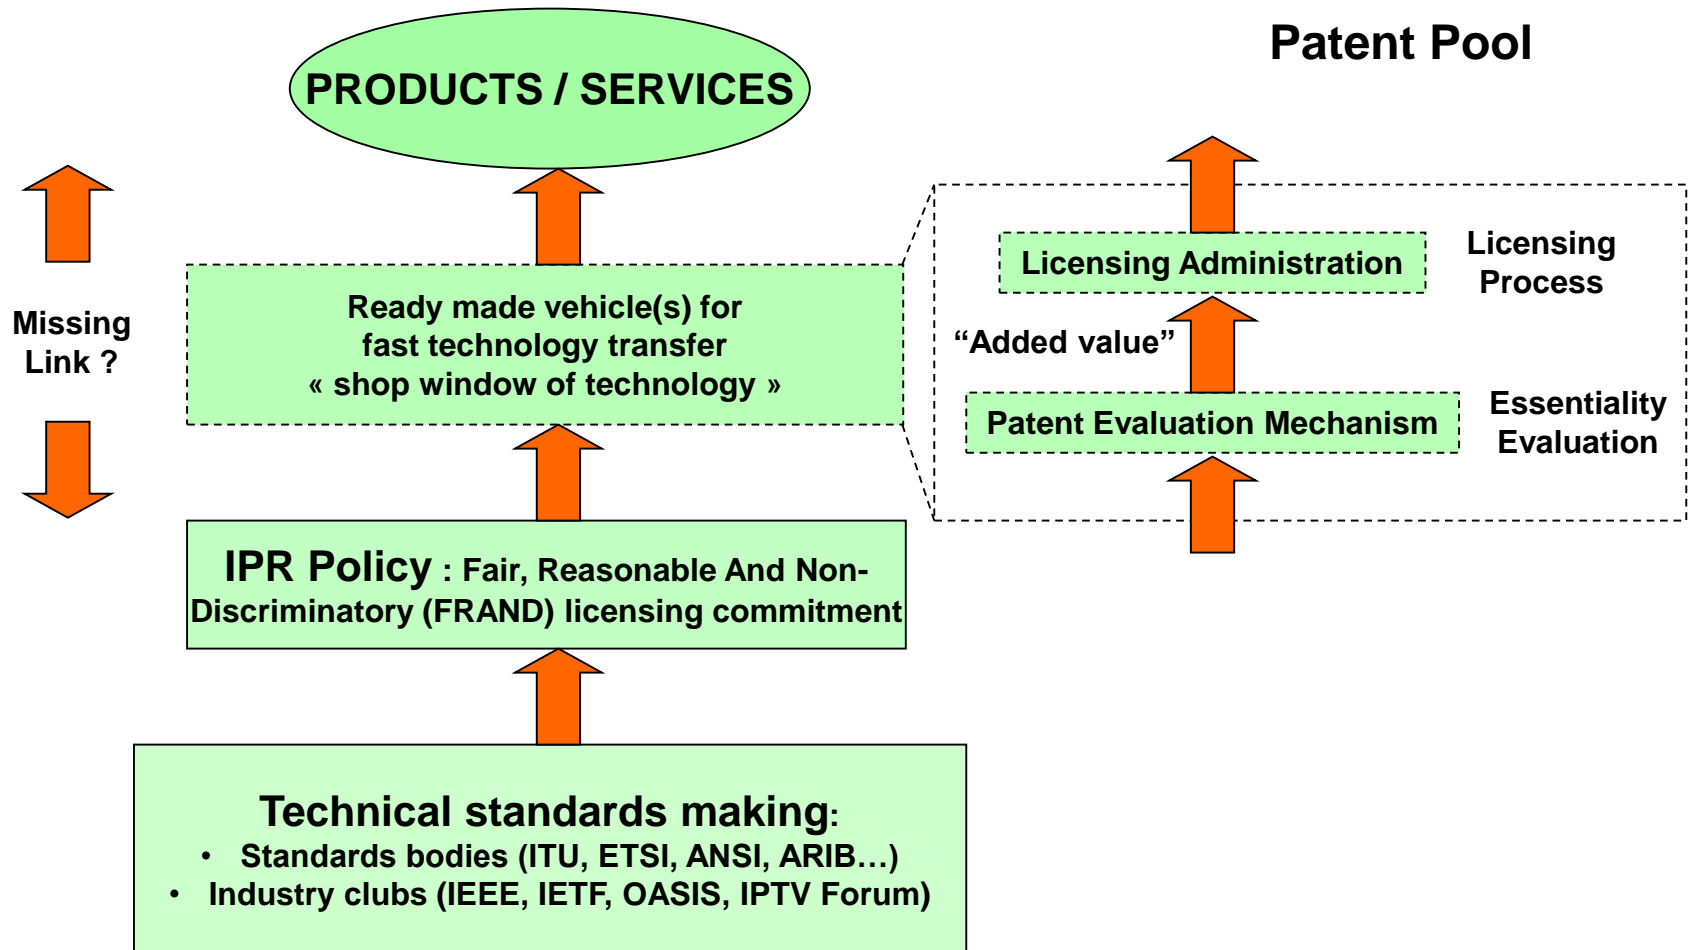 Patent Pool
PRODUCTS / SERVICES
Missing
Link ?
Ready made vehicle(s) for
fast technology transfer
« shop window of technology »
Licensing Administration
Licensing
Process
“Added value”
Patent Evaluation Mechanism
Essentiality
Evaluation
IPR Policy : Fair, Reasonable And Non-
Discriminatory (FRAND) licensing commitment
Technical standards making:
• Standards bodies (ITU, ETSI, ANSI, ARIB…)
• Industry clubs (IEEE, IETF, OASIS, IPTV Forum)